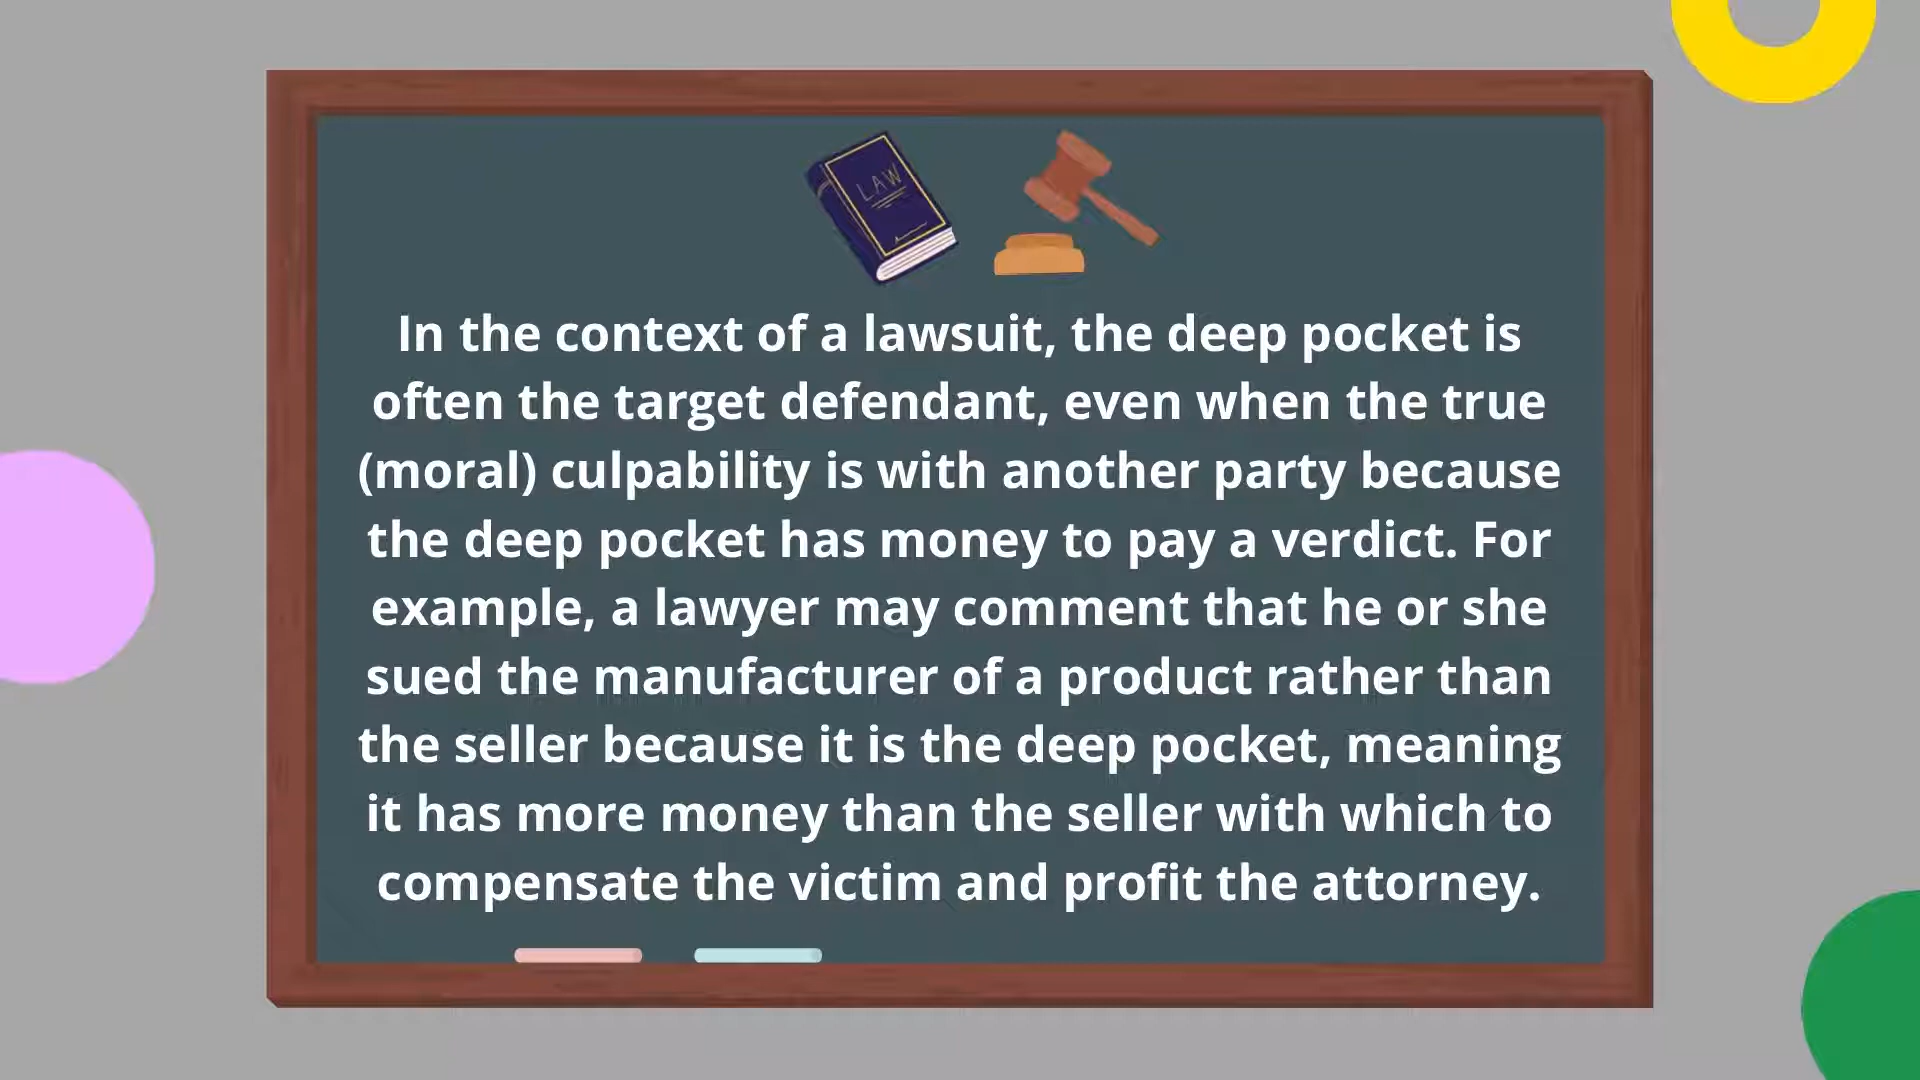 LAW
In the context of a lawsuit, the deep pocket is
often the target defendant, even when the true
(moral) culpability is with another party because
the deep pocket has money to pay a verdict. For
example, a lawyer may comment that he or she
sued the manufacturer of a product rather than
the seller because it is the deep pocket, meaning
it has more money than the seller with which to
compensate the victim and profit the attorney.